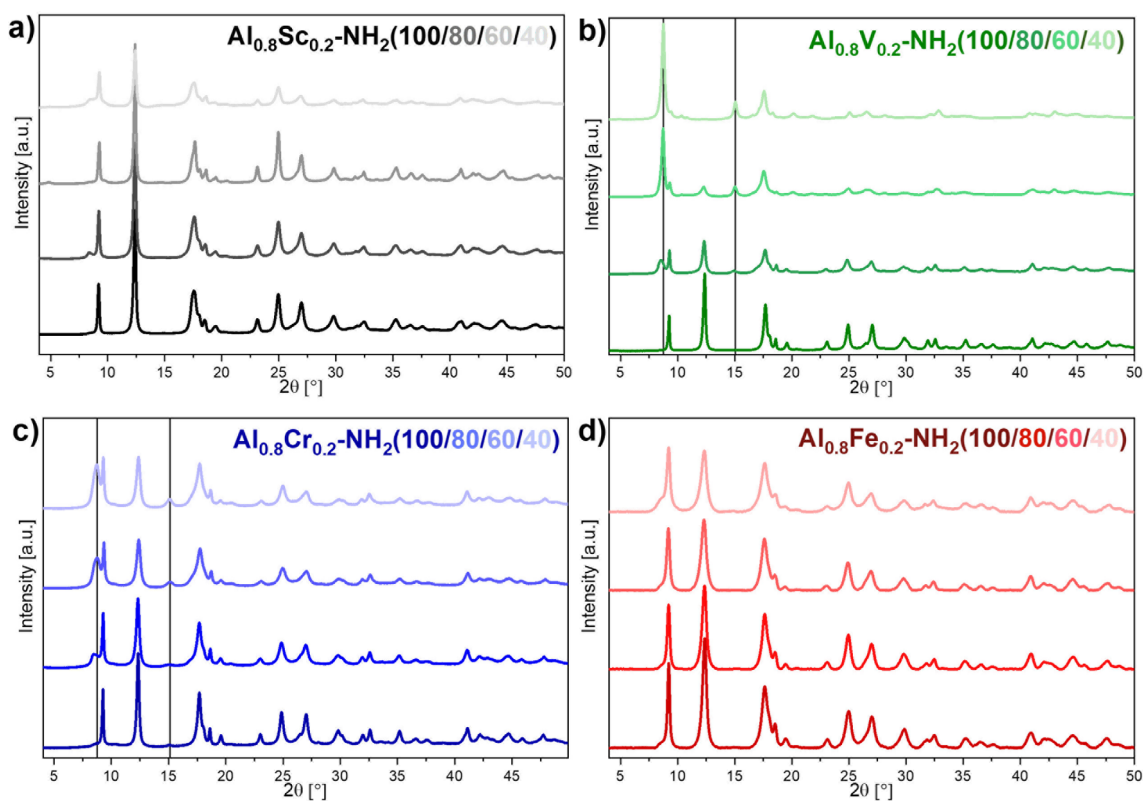 a) Al0.8Sc0.2-NH2(100/80/60/40)
Intensity [a.u.]
5 10 15 20 25 30 35 40 45 50
2θ [°]
b) Al0.8V0.2-NH2(100/80/60/40)
Intensity [a.u.]
5 10 15 20 25 30 35 40 45 50
2θ [°]
c) Al0.8Cr0.2-NH2(100/80/60/40)
Intensity [a.u.]
5 10 15 20 25 30 35 40 45
2θ [°]
d) Al0.8Fe0.2-NH2(100/80/60/40)
Intensity [a.u.]
5 10 15 20 25 30 35 40 45 50
2θ [°]